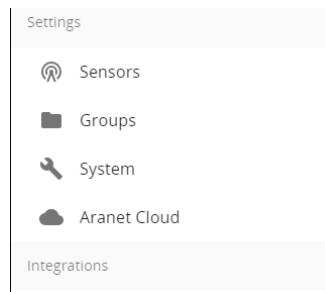 Settings
Sensors
Groups
System
Aranet Cloud
Integrations